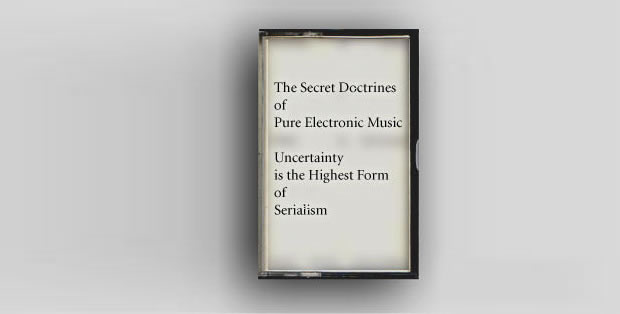 The Secret Doctrines
of
Pure Electronic Music
Uncertainty
is the Highest Form
of
Serialism